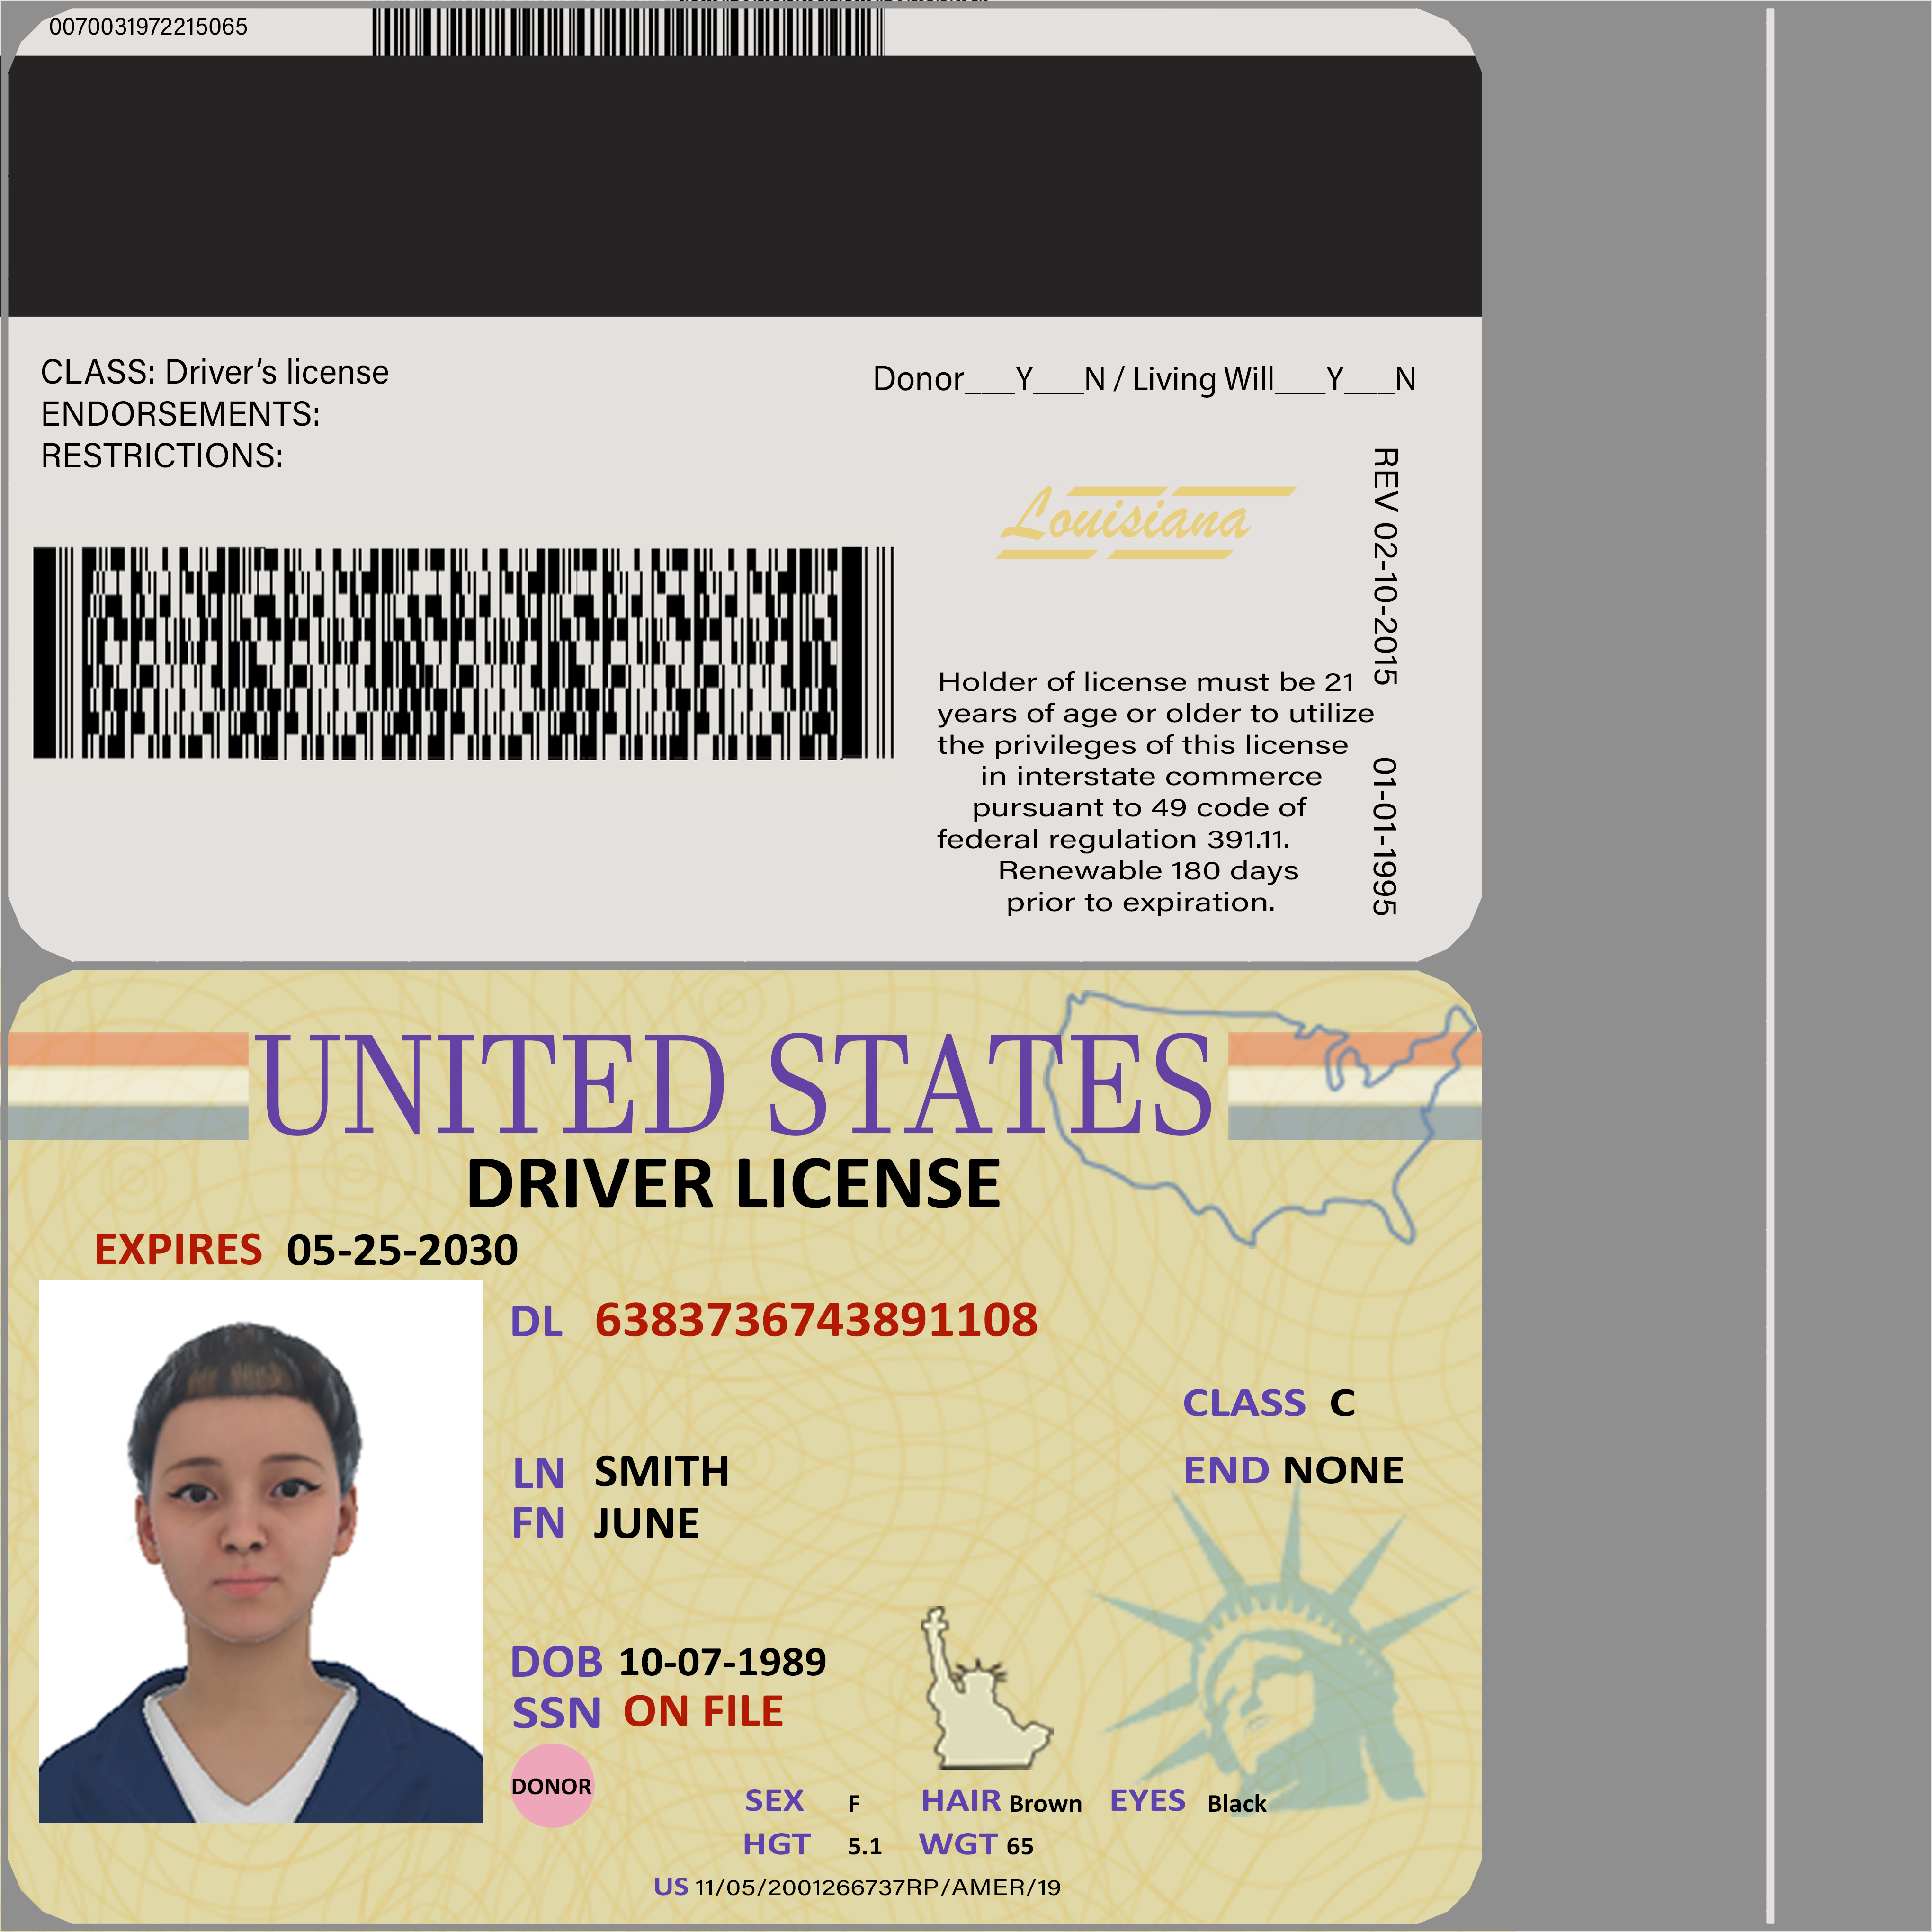 0070031972215065
CLASS: Driver's license
ENDORSEMENTS:
RESTRICTIONS:
Donor___Y___N / Living Will___Y___N
Louisiana
REV 02-10-2015 01-01-1995
Holder of license must be 21
years of age or older to utilize
the privileges of this license
in interstate commerce
pursuant to 49 code of
federal regulation 391.11.
Renewable 180 days
prior to expiration.
UNITED STATES
DRIVER LICENSE
EXPIRES 05-25-2030
DL 6383736743891108
CLASS C
END NONE
LN SMITH
FN JUNE
DOB 10-07-1989
SSN ON FILE
DONOR
SEX F HAIR Brown EYES Black
HGT 5.1 WGT 65
US 11/05/2001266737RP/AMER/19